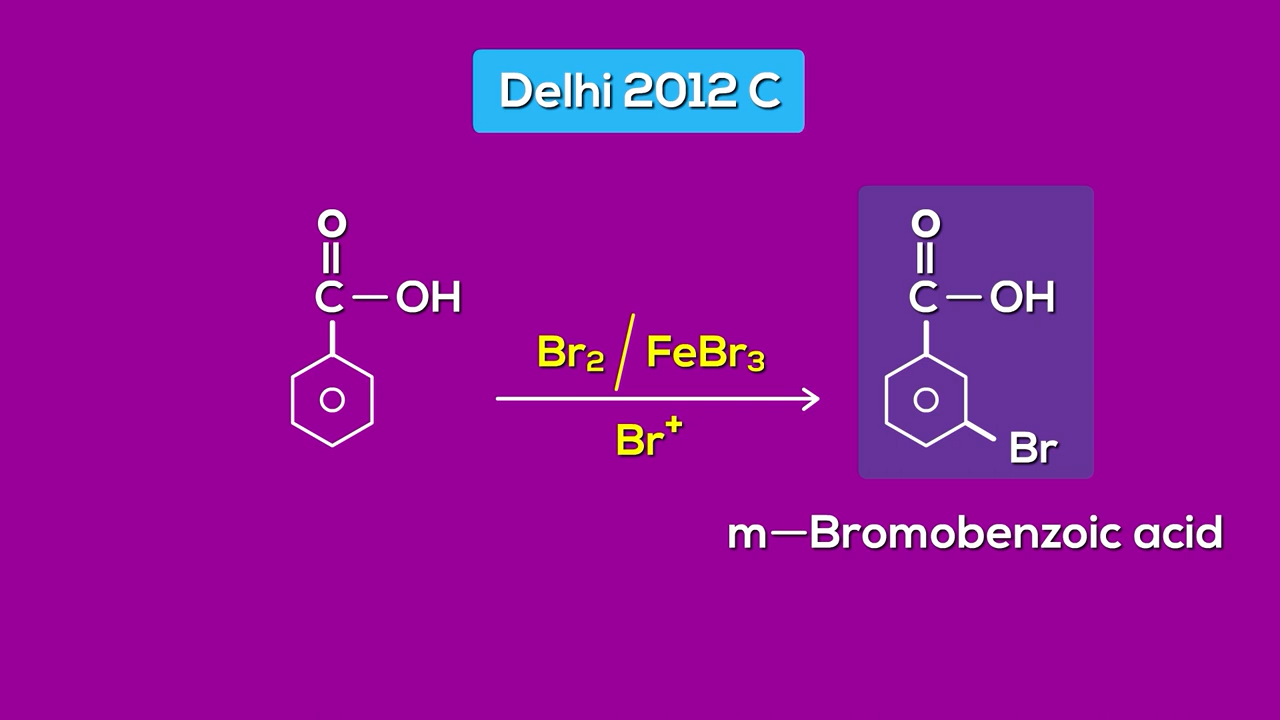 Delhi 2012 C
O
C — OH
Br₂ / FeBr₃
Br⁺
O
C — OH
Br
m—Bromobenzoic acid